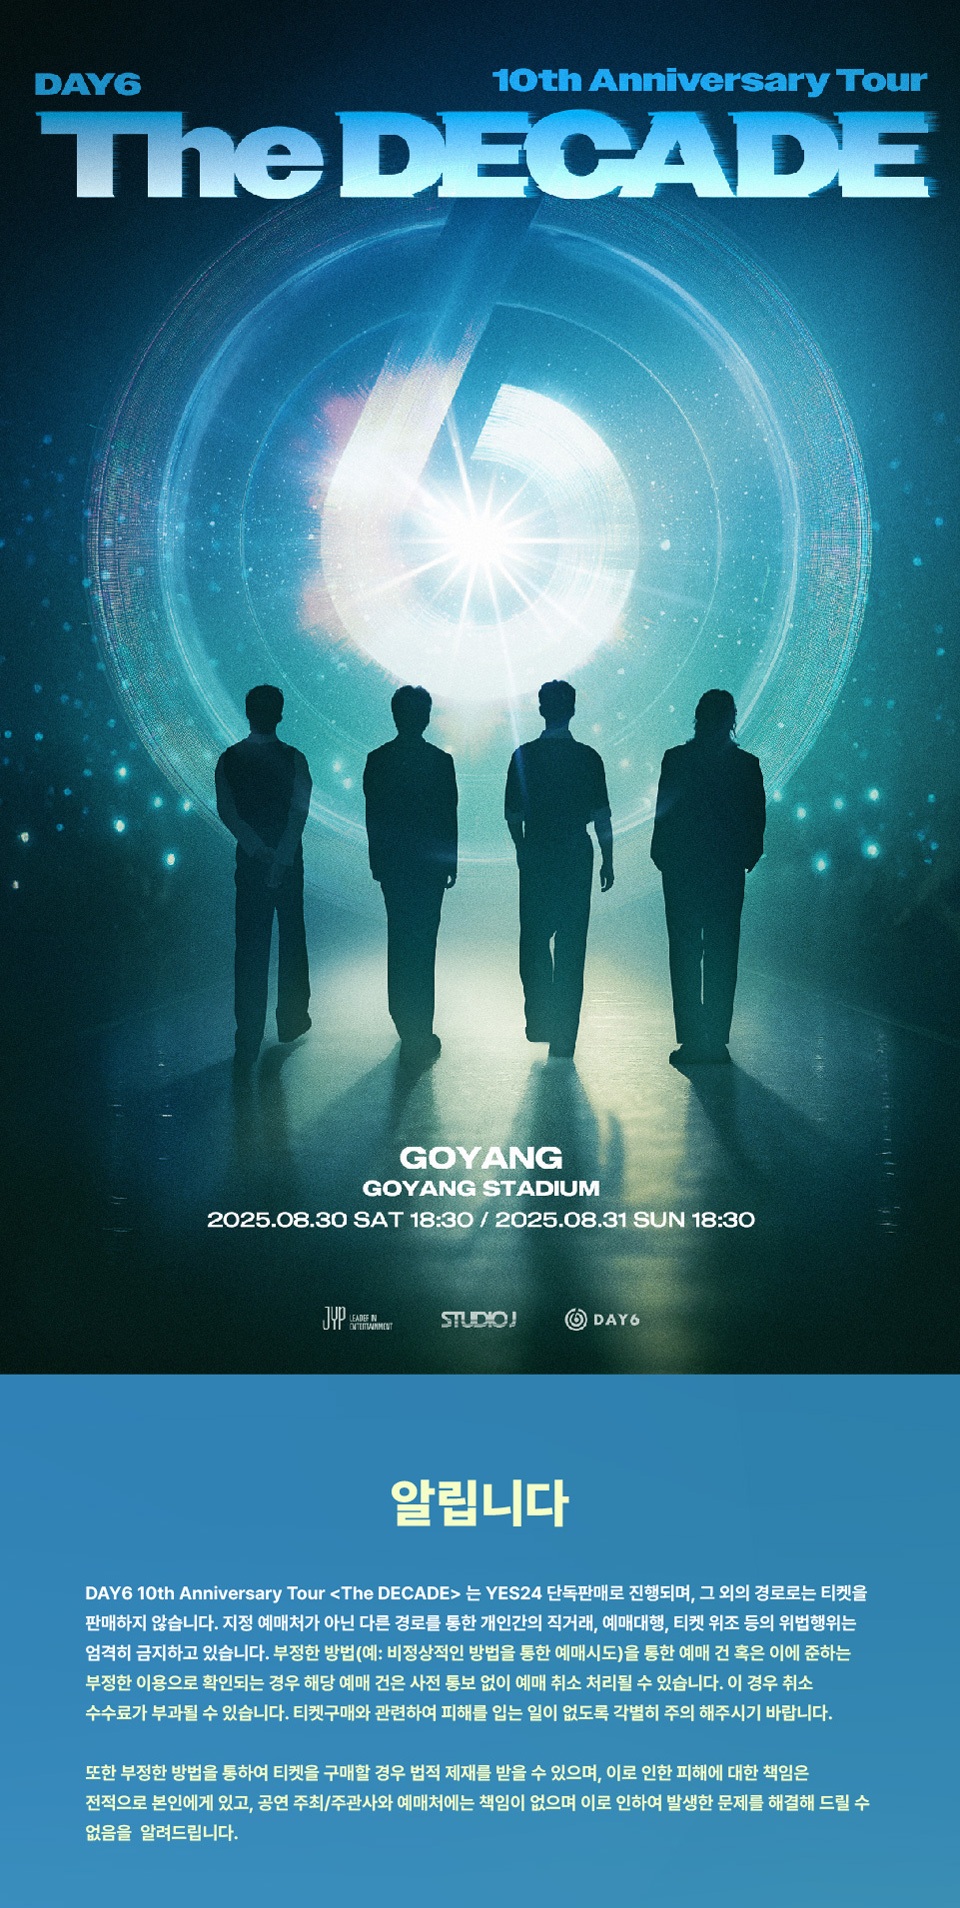 DAY6
10th Anniversary Tour
The DECADE
GOYANG
GOYANG STADIUM
2025.08.30 SAT 18:30 / 2025.08.31 SUN 18:30
JYP LEADER IN ENTERTAINMENT
STUDIO J
DAY6
알립니다
DAY6 10th Anniversary Tour <The DECADE> 는 YES24 단독판매로 진행되며, 그 외의 경로로는 티켓을
판매하지 않습니다. 지정 예매처가 아닌 다른 경로를 통한 개인간의 직거래, 예매대행, 티켓 위조 등의 위법행위는
엄격히 금지하고 있습니다. 부정한 방법(예: 비정상적인 방법을 통한 예매시도)을 통한 예매 건 혹은 이에 준하는
부정한 이용으로 확인되는 경우 해당 예매 건은 사전 통보 없이 예매 취소 처리될 수 있습니다. 이 경우 취소
수수료가 부과될 수 있습니다. 티켓구매와 관련하여 피해를 입는 일이 없도록 각별히 주의 해주시기 바랍니다.
또한 부정한 방법을 통하여 티켓을 구매할 경우 법적 제재를 받을 수 있으며, 이로 인한 피해에 대한 책임은
전적으로 본인에게 있고, 공연 주최/주관사와 예매처에는 책임이 없으며 이로 인하여 발생한 문제를 해결해 드릴 수
없음을 알려드립니다.